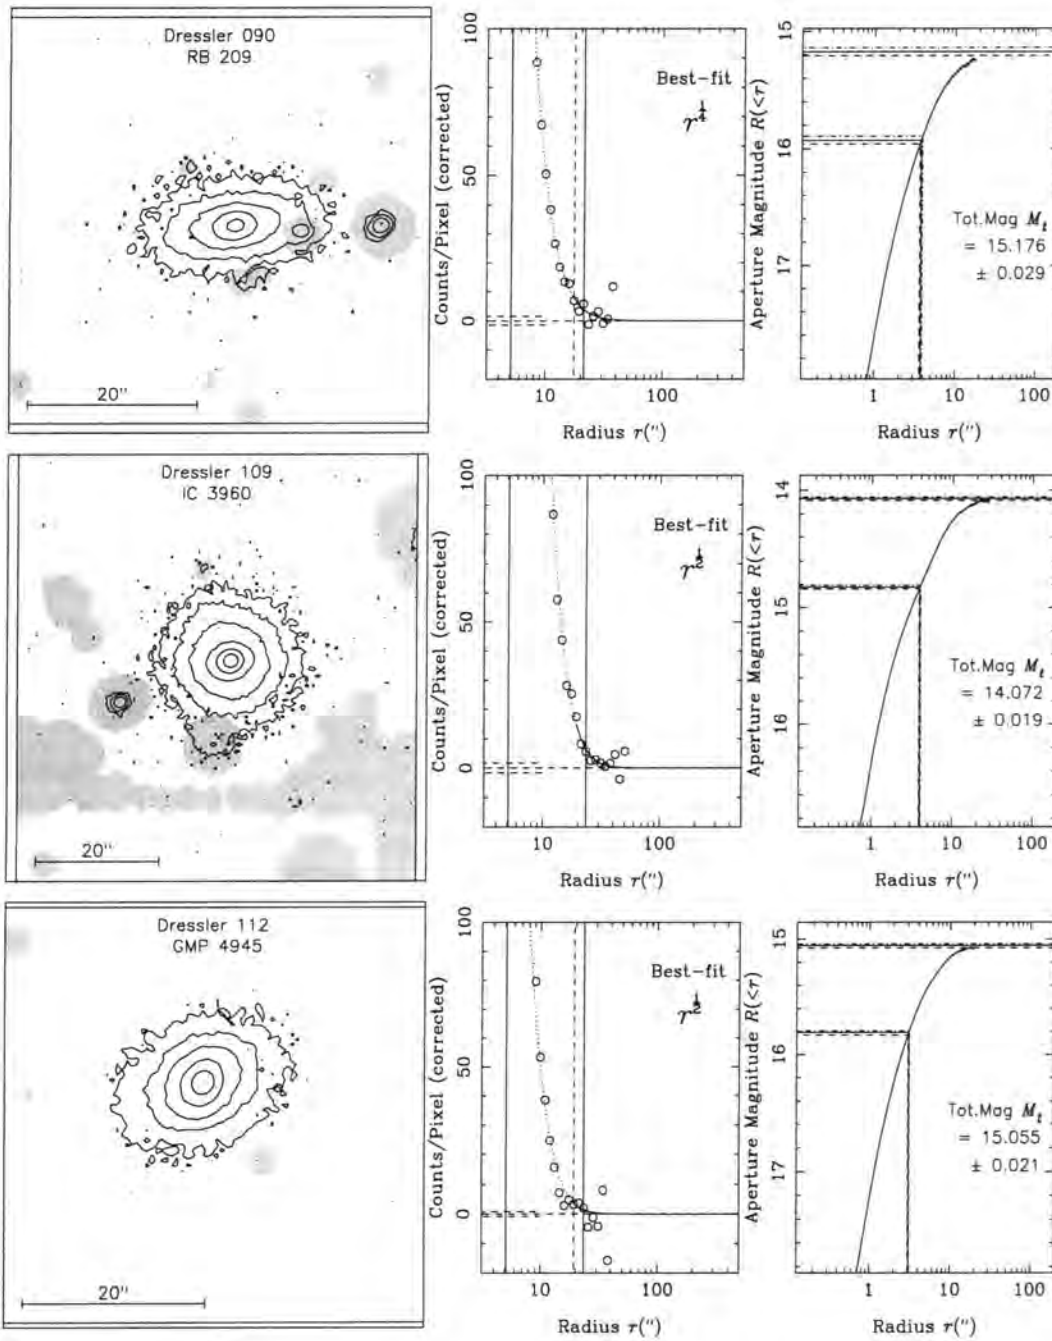 Dressler 090
RB 209
20"
Counts/Pixel (corrected)
100
50
0
Best-fit
r^{1/4}
10 100
Radius r(")
Aperture Magnitude R(<r)
15
16
17
Tot.Mag M_t
= 15.176
± 0.029
1 10 100
Radius r(")
Dressler 109
IC 3960
20"
Counts/Pixel (corrected)
100
50
0
Best-fit
10 100
Radius r(")
Aperture Magnitude R(<r)
14
15
16
Tot.Mag M_t
= 14.072
± 0.019
1 10 100
Radius r(")
Dressler 112
GMP 4945
20"
Counts/Pixel (corrected)
100
50
0
Best-fit
10 100
Radius r(")
Aperture Magnitude R(<r)
15
16
17
Tot.Mag M_t
= 15.055
± 0.021
1 10 100
Radius r(")